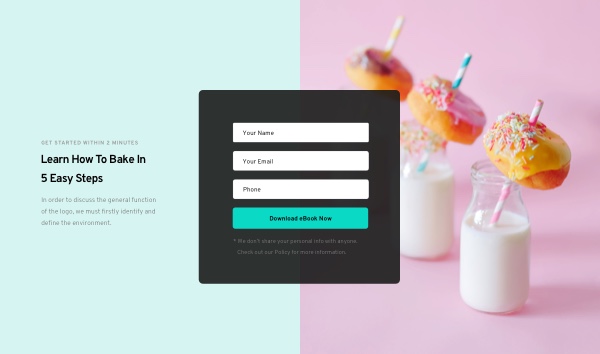 GET STARTED WITHIN 2 MINUTES
Learn How To Bake In
5 Easy Steps
In order to discuss the general function
of the logo, we must firstly identify and
define the environment.
Your Name
Your Email
Phone
Download eBook Now
* We don't share your personal info with anyone.
Check out our Policy for more information.